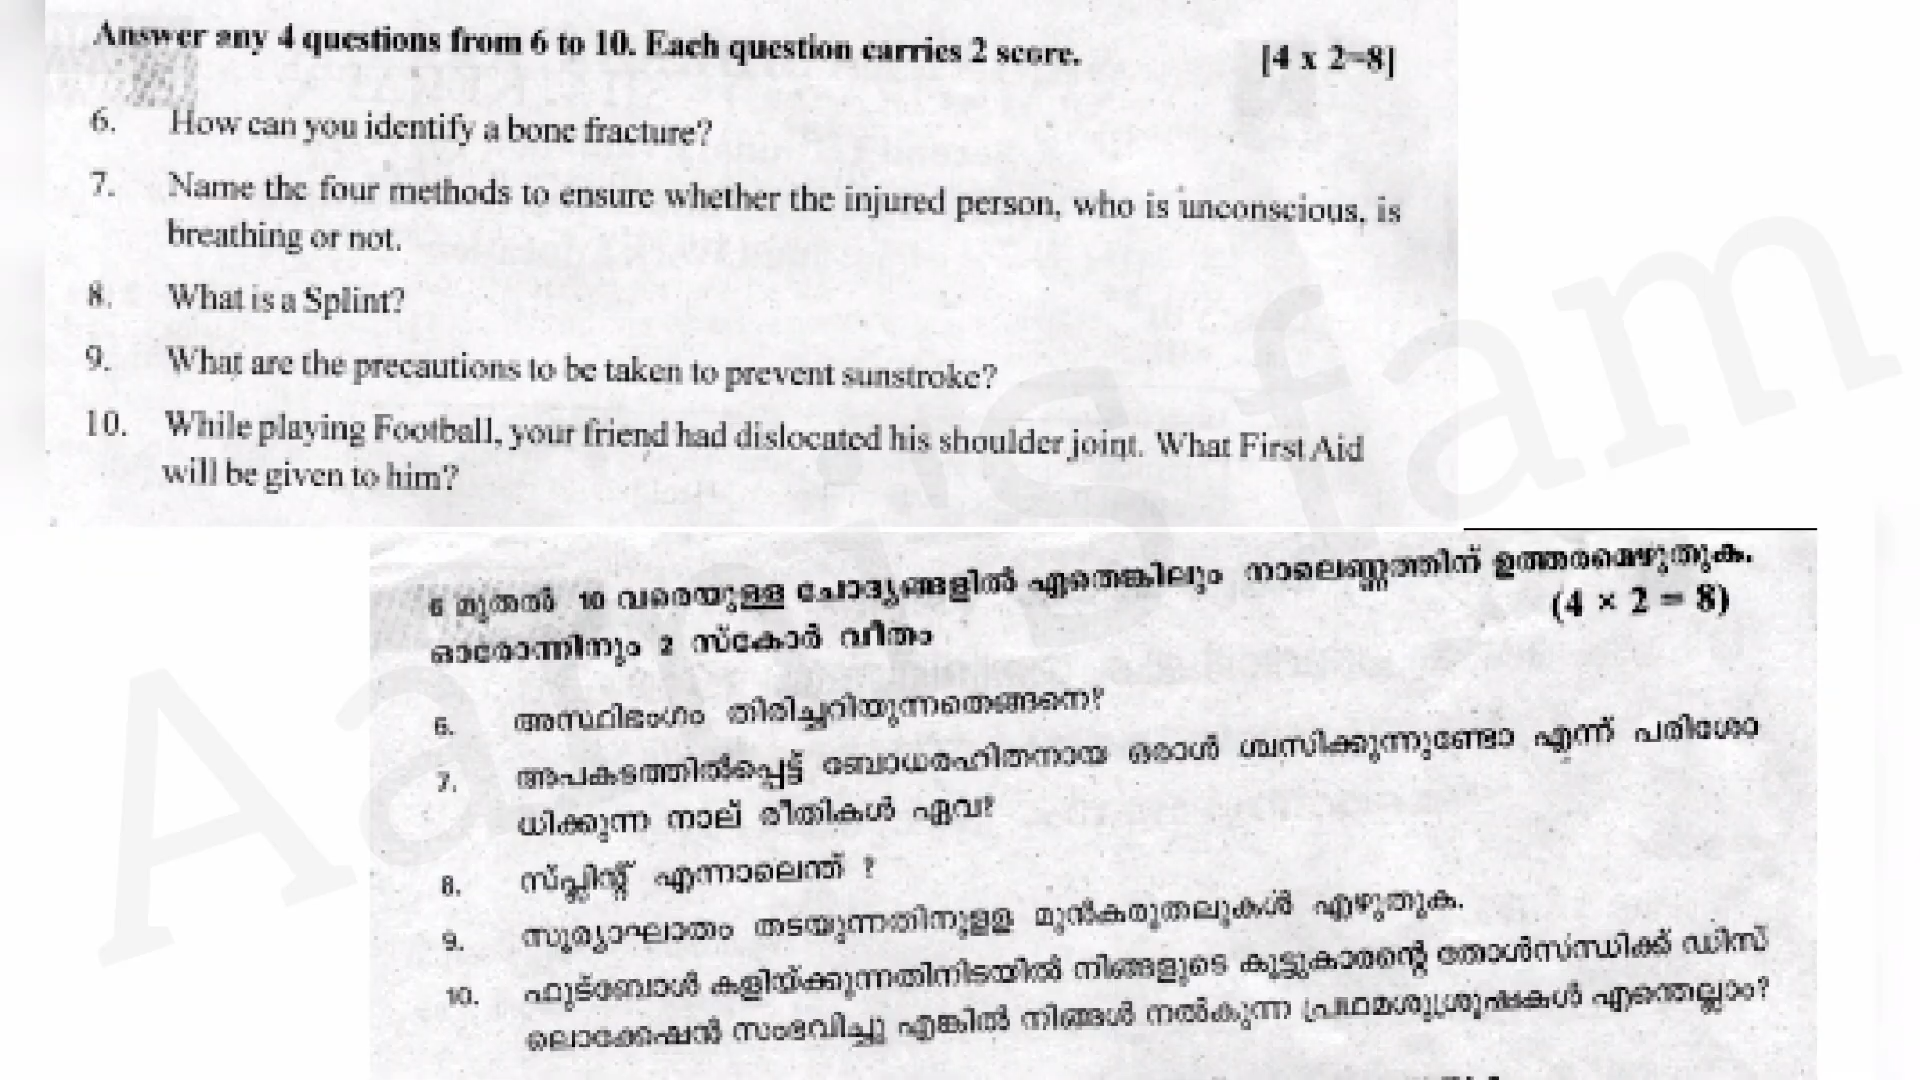 Answer any 4 questions from 6 to 10. Each question carries 2 score. [4 x 2=8]
6. How can you identify a bone fracture?
7. Name the four methods to ensure whether the injured person, who is unconscious, is
breathing or not.
8. What is a Splint?
9. What are the precautions to be taken to prevent sunstroke?
10. While playing Football, your friend had dislocated his shoulder joint. What First Aid
will be given to him?
6 മുതൽ 10 വരെയുള്ള ചോദ്യങ്ങളിൽ ഏതെങ്കിലും നാലെണ്ണത്തിന് ഉത്തരമെഴുതുക.
ഓരോന്നിനും 2 സ്കോർ വീതം (4 × 2 = 8)
6. അസ്ഥിഭംഗം തിരിച്ചറിയുന്നതെങ്ങനെ?
7. അപകടത്തിൽപ്പെട്ട് ബോധരഹിതനായ ഒരാൾ ശ്വസിക്കുന്നുണ്ടോ എന്ന് പരിശോ
ധിക്കുന്ന നാല് രീതികൾ ഏവ?
8. സ്പ്ലിന്റ് എന്നാലെന്ത് ?
9. സൂര്യാഘാതം തടയുന്നതിനുളള മുൻകരുതലുകൾ എഴുതുക.
10. ഫുട്ബോൾ കളിയ്ക്കുന്നതിനിടയിൽ നിങ്ങളുടെ കൂട്ടുകാരന്റെ തോൾസന്ധിക്ക് ഡിസ്
ലൊക്കേഷൻ സംഭവിച്ചു എങ്കിൽ നിങ്ങൾ നൽകുന്ന പ്രഥമശുശ്രൂഷകൾ എന്തെല്ലാം?